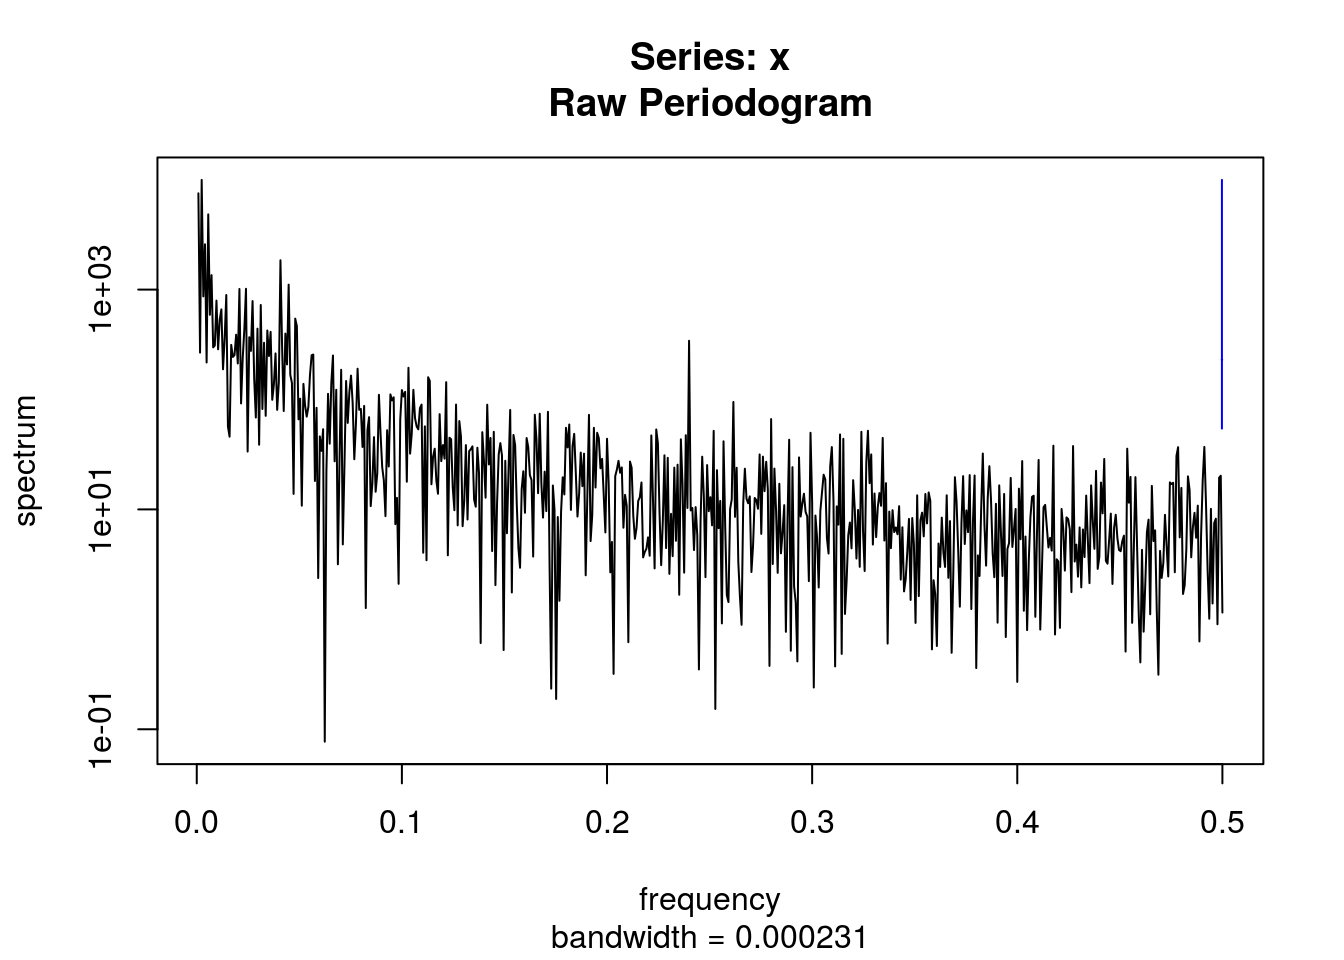 Series: x
Raw Periodogram
spectrum
1e+03
1e+01
1e-01
0.0 0.1 0.2 0.3 0.4 0.5
frequency
bandwidth = 0.000231